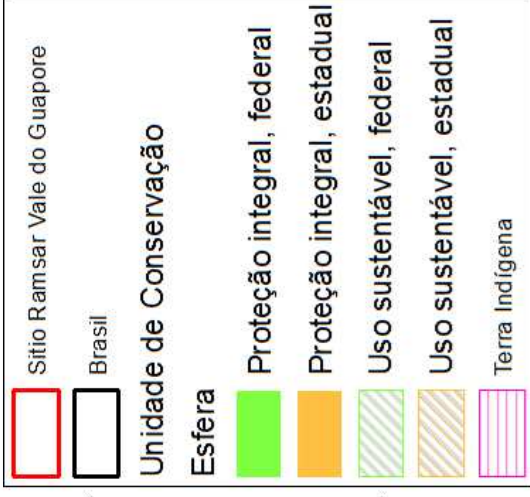 Sitio Ramsar Vale do Guapore
Brasil
Unidade de Conservação
Esfera
Proteção integral, federal
Proteção integral, estadual
Uso sustentável, federal
Uso sustentável, estadual
Terra Indígena